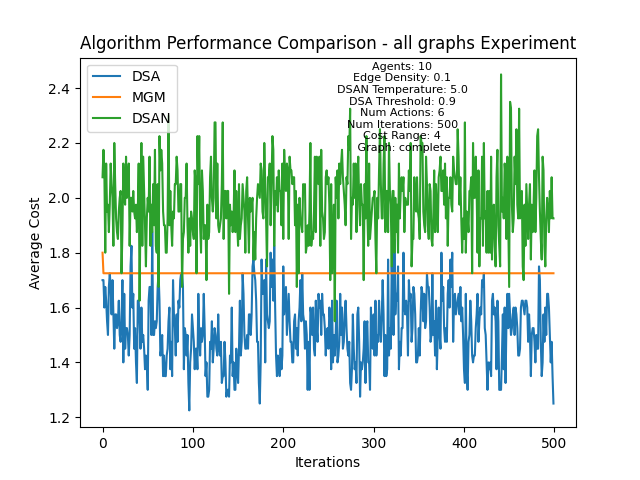 Algorithm Performance Comparison - all graphs Experiment
DSA
MGM
DSAN
Agents: 10
Edge Density: 0.1
DSAN Temperature: 5.0
DSA Threshold: 0.9
Num Actions: 6
Num Iterations: 500
Cost Range: 4
Graph: complete
Average Cost
2.4
2.2
2.0
1.8
1.6
1.4
1.2
0
100
200
300
400
500
Iterations